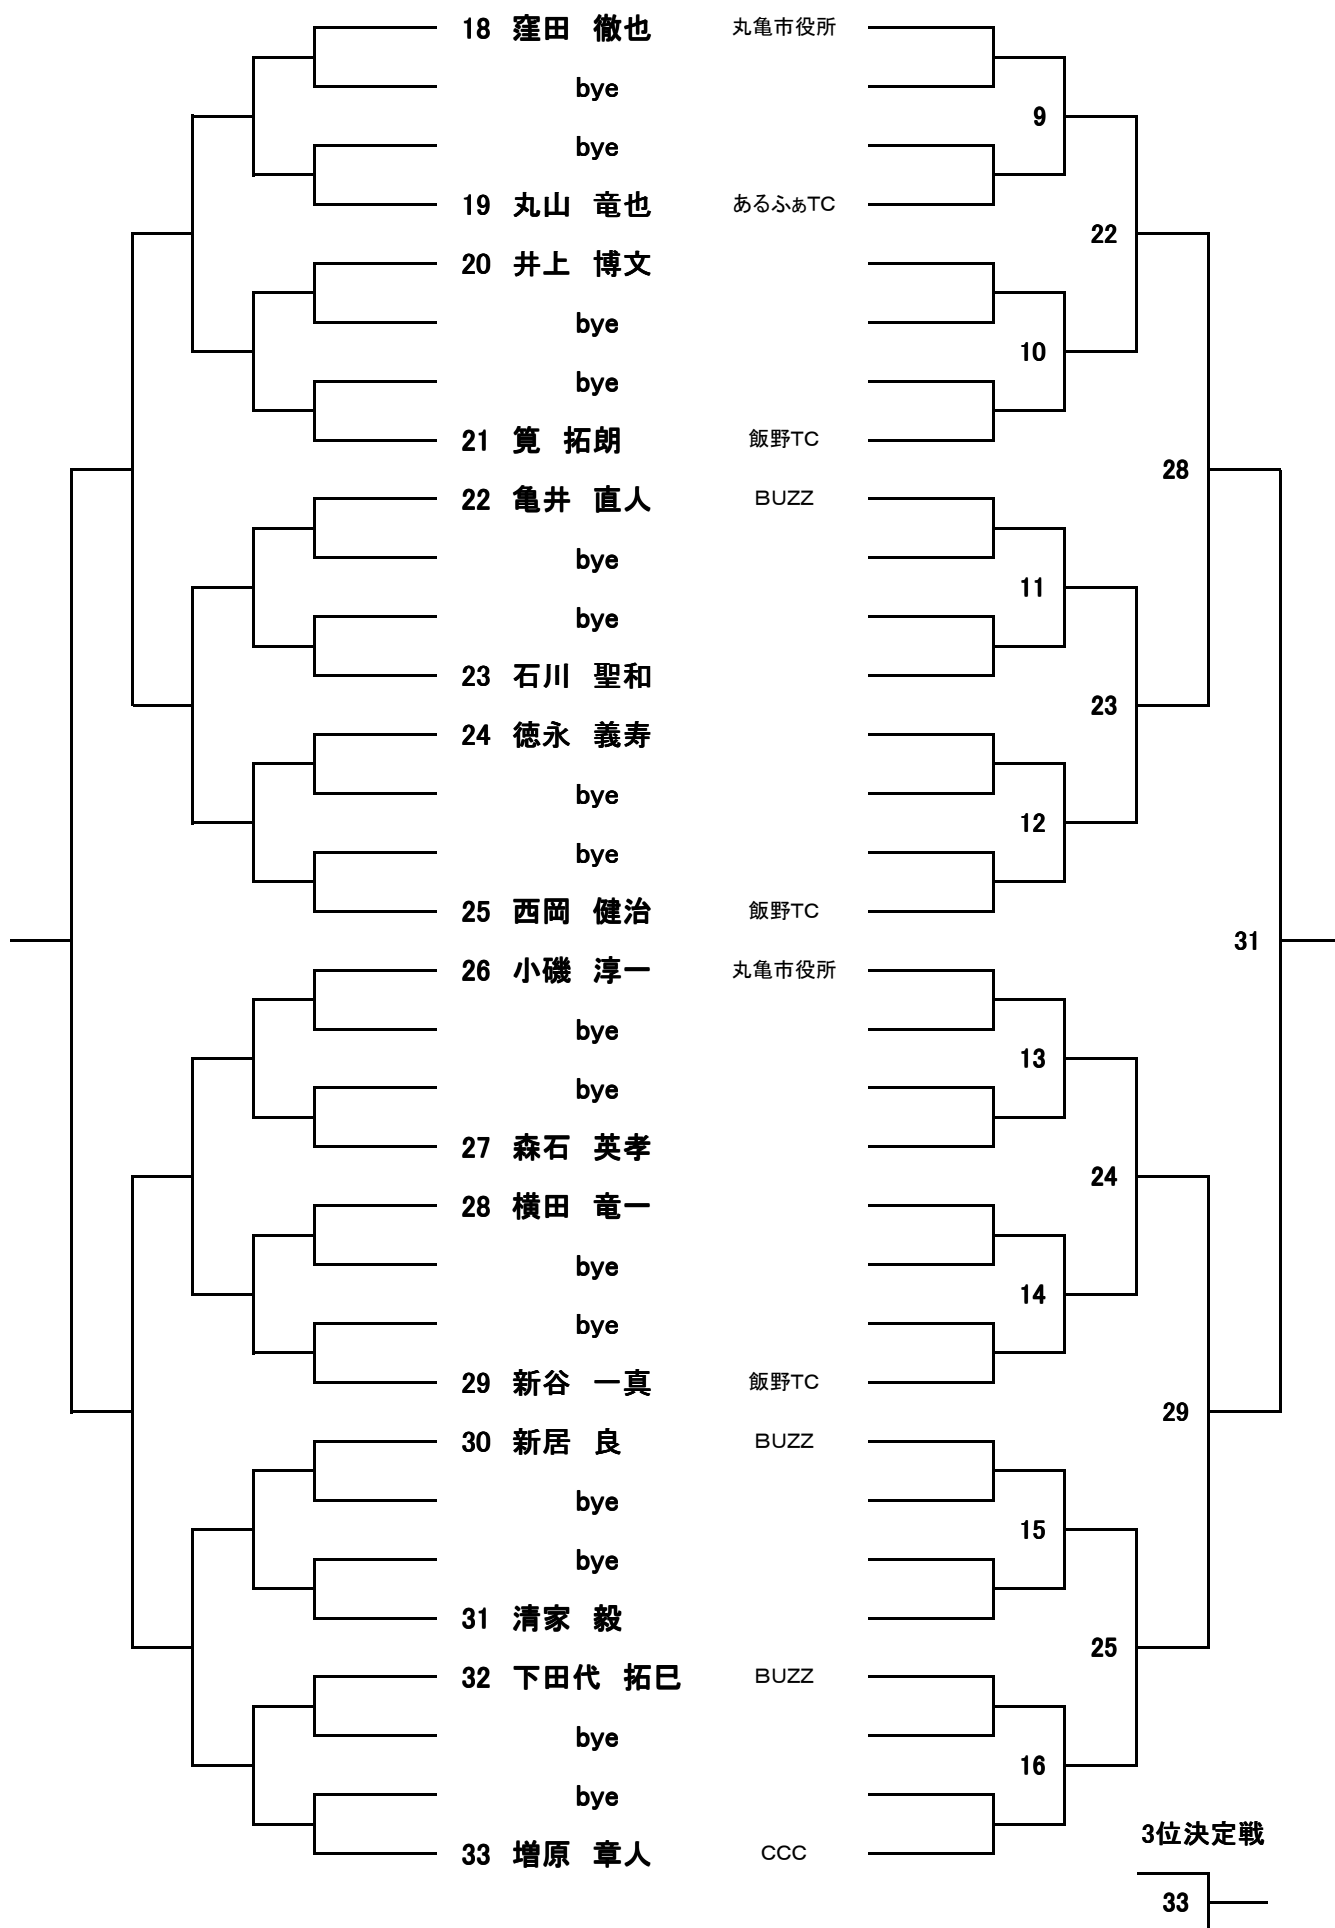 18 窪田　徹也 丸亀市役所
bye
9
bye
19 丸山　竜也 あるふぁTC
22
20 井上　博文
bye
10
bye
21 筧　拓朗 飯野TC
28
22 亀井　直人 BUZZ
bye
11
bye
23 石川　聖和
23
24 徳永　義寿
bye
12
bye
25 西岡　健治 飯野TC
31
26 小磯　淳一 丸亀市役所
bye
13
bye
27 森石　英孝
24
28 横田　竜一
bye
14
bye
29 新谷　一真 飯野TC
29
30 新居　良 BUZZ
bye
15
bye
31 清家　毅
25
32 下田代　拓巳 BUZZ
bye
16
bye
3位決定戦
33 増原　章人 CCC
33